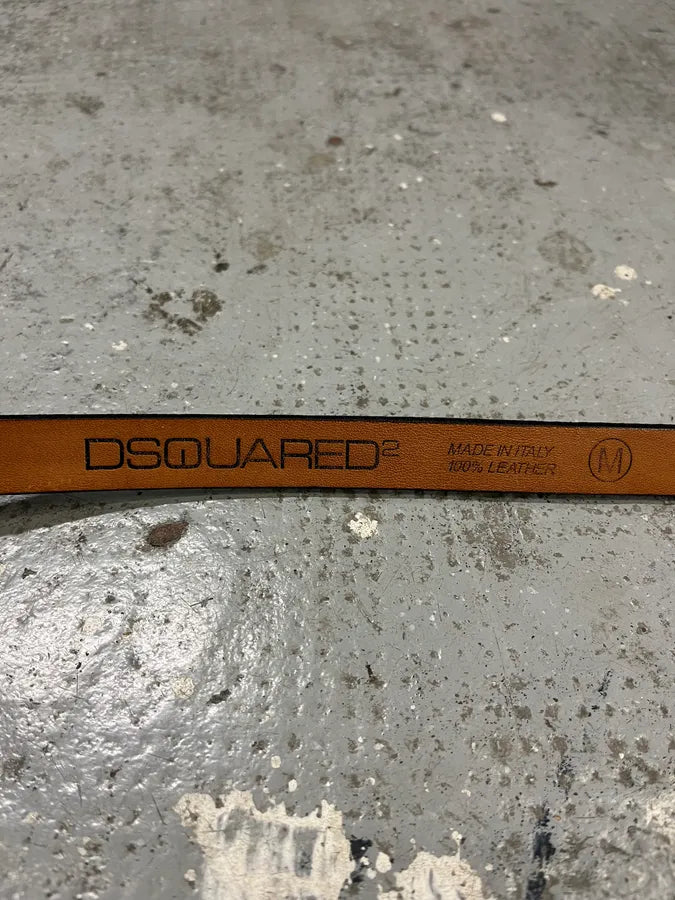 DSQUARED2
MADE IN ITALY
100% LEATHER
M